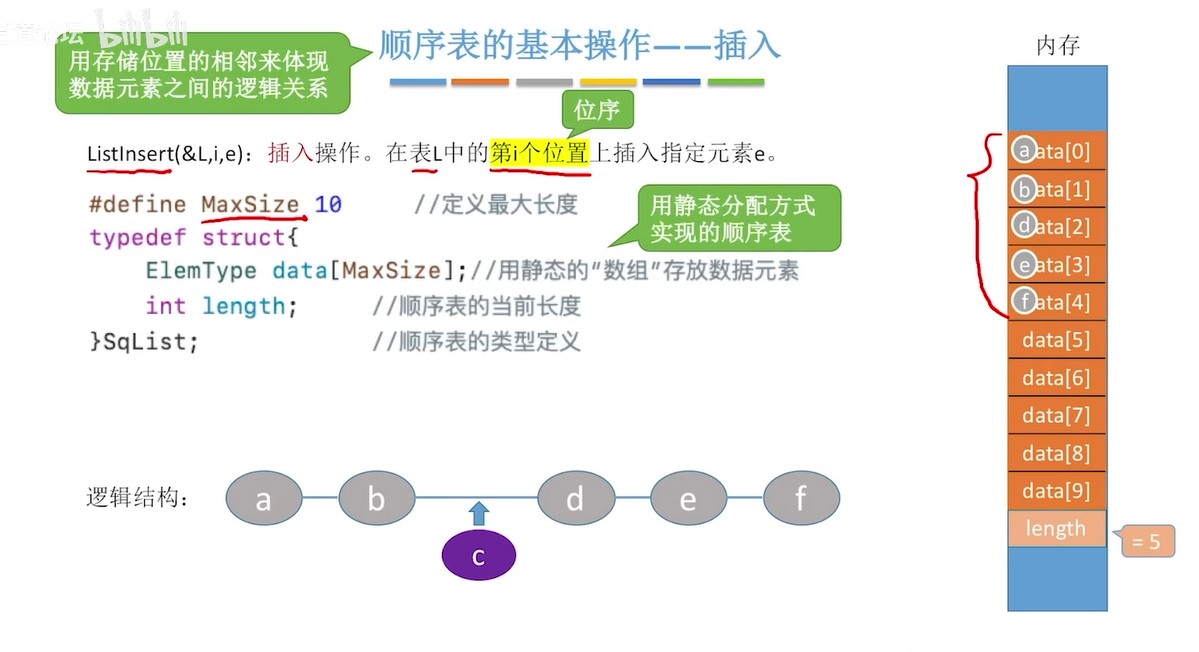 bilibili
顺序表的基本操作——插入
用存储位置的相邻来体现
数据元素之间的逻辑关系
位序
ListInsert(&L,i,e)：插入操作。在表L中的第i个位置上插入指定元素e。
#define MaxSize 10 //定义最大长度
typedef struct{
ElemType data[MaxSize];//用静态的“数组”存放数据元素
int length; //顺序表的当前长度
}SqList; //顺序表的类型定义
用静态分配方式
实现的顺序表
逻辑结构：
a b d e f
c
内存
a ata[0]
b ata[1]
d ata[2]
e ata[3]
f ata[4]
data[5]
data[6]
data[7]
data[8]
data[9]
length
= 5